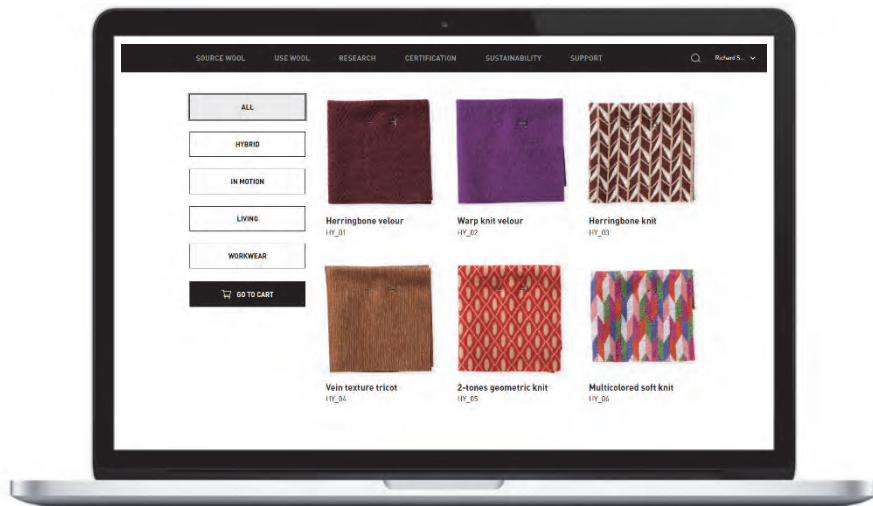 SOURCE WOOL USE WOOL RESEARCH CERTIFICATION SUSTAINABILITY SUPPORT Richard S...
ALL
HYBRID
IN MOTION
LIVING
WORKWEAR
GO TO CART
Herringbone velour
HY_01
Warp knit velour
HY_02
Herringbone knit
HY_03
Vein texture tricot
HY_04
2-tones geometric knit
HY_05
Multicolored soft knit
HY_06